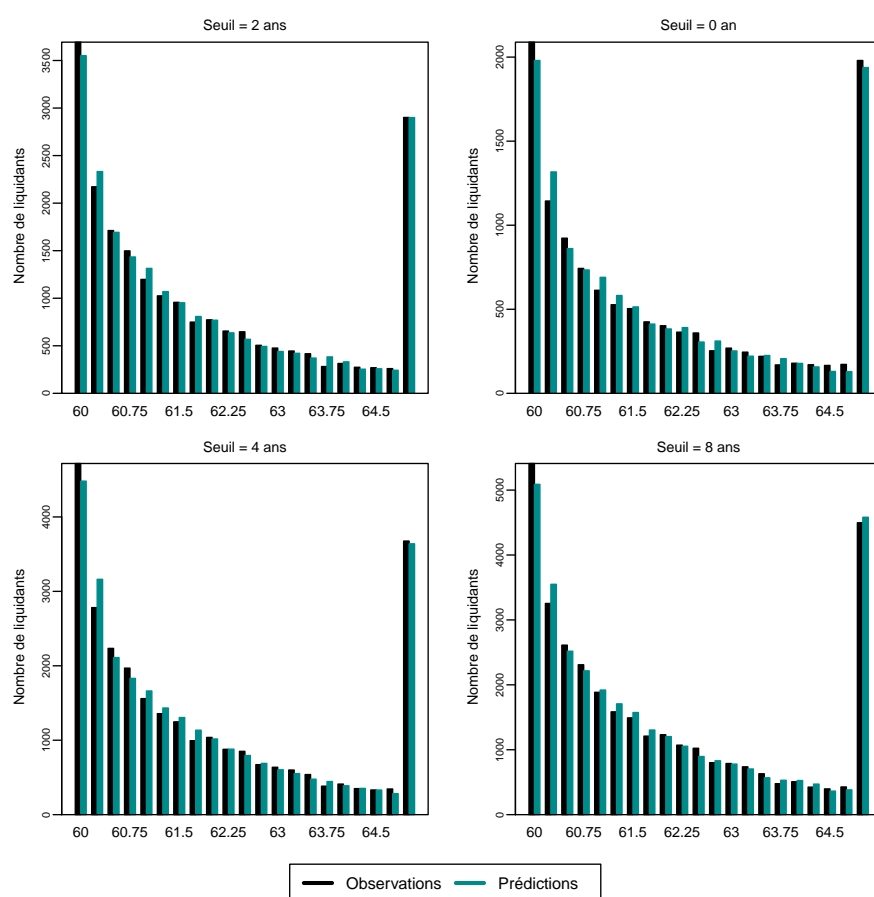 Seuil = 2 ans
Nombre de liquidants
3500
3000
2500
2000
1500
1000
500
0
60 60.75 61.5 62.25 63 63.75 64.5
Seuil = 0 an
Nombre de liquidants
2000
1500
1000
500
0
60 60.75 61.5 62.25 63 63.75 64.5
Seuil = 4 ans
Nombre de liquidants
4000
3000
2000
1000
0
60 60.75 61.5 62.25 63 63.75 64.5
Seuil = 8 ans
Nombre de liquidants
5000
4000
3000
2000
1000
0
60 60.75 61.5 62.25 63 63.75 64.5
Observations Prédictions